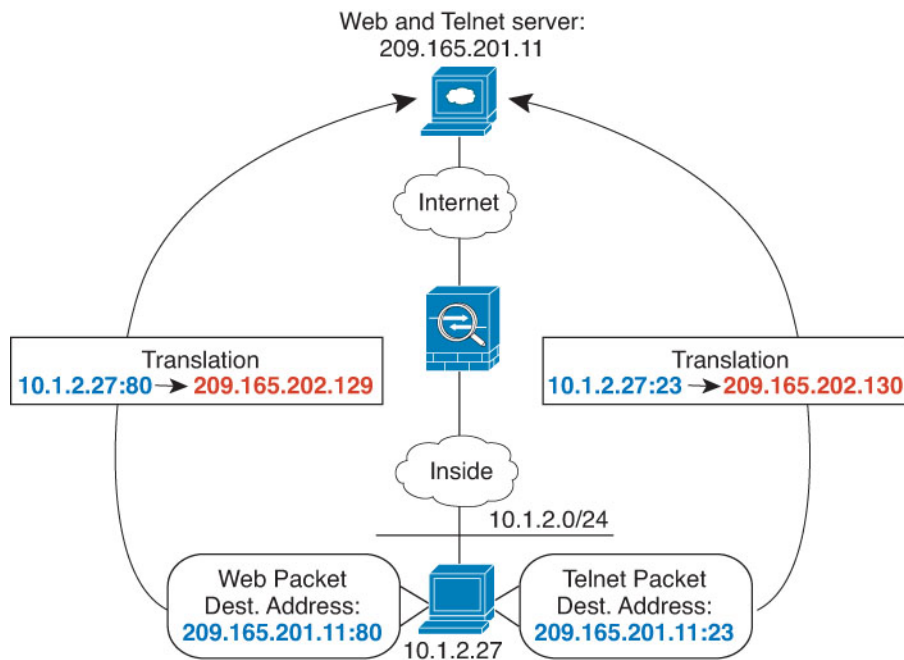 Web and Telnet server:
209.165.201.11
Internet
Translation
10.1.2.27:80 → 209.165.202.129
Translation
10.1.2.27:23 → 209.165.202.130
Inside
10.1.2.0/24
Web Packet
Dest. Address:
209.165.201.11:80
Telnet Packet
Dest. Address:
209.165.201.11:23
10.1.2.27